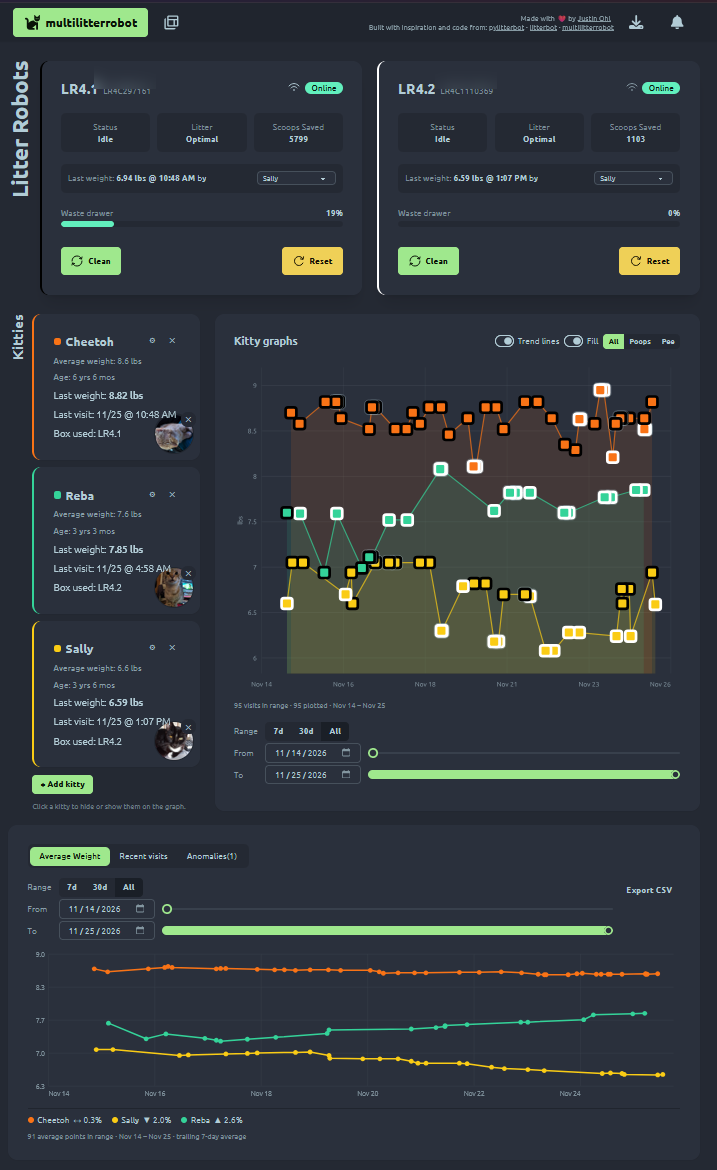 multilitterrobot
Made with ❤️ by Justin Ohl
Built with inspiration and code from: pylitterbot · litterbot · multilitterrobot
Litter Robots
LR4.1 LR4C297161
Online
Status
Idle
Litter
Optimal
Scoops Saved
5799
Last weight: 6.94 lbs @ 10:48 AM by
Sally
Waste drawer
19%
Clean
Reset
LR4.2 LR4C1110369
Online
Status
Idle
Litter
Optimal
Scoops Saved
1103
Last weight: 6.59 lbs @ 1:07 PM by
Sally
Waste drawer
0%
Clean
Reset
Kitties
Cheetoh
Average weight: 8.6 lbs
Age: 6 yrs 6 mos
Last weight: 8.82 lbs
Last visit: 11/25 @ 10:48 AM
Box used: LR4.1
Reba
Average weight: 7.6 lbs
Age: 3 yrs 3 mos
Last weight: 7.85 lbs
Last visit: 11/25 @ 4:58 AM
Box used: LR4.2
Sally
Average weight: 6.6 lbs
Age: 3 yrs 6 mos
Last weight: 6.59 lbs
Last visit: 11/25 @ 1:07 PM
Box used: LR4.2
+ Add kitty
Click a kitty to hide or show them on the graph.
Kitty graphs
Trend lines
Fill
All
Poops
Pee
9
8.5
8
7.5
7
6.5
6
lbs
Nov 14
Nov 16
Nov 18
Nov 21
Nov 23
Nov 26
95 visits in range · 95 plotted · Nov 14 – Nov 25
Range
7d
30d
All
From
11/14/2026
To
11/25/2026
Average Weight
Recent visits
Anomalies(1)
Range
7d
30d
All
Export CSV
From
11/14/2026
To
11/25/2026
9.0
8.3
7.7
7.0
6.3
Nov 14
Nov 16
Nov 18
Nov 20
Nov 22
Nov 24
Cheetoh ↔ 0.3%
Sally ▼ 2.0%
Reba ▲ 2.6%
91 average points in range · Nov 14 – Nov 25 · trailing 7-day average